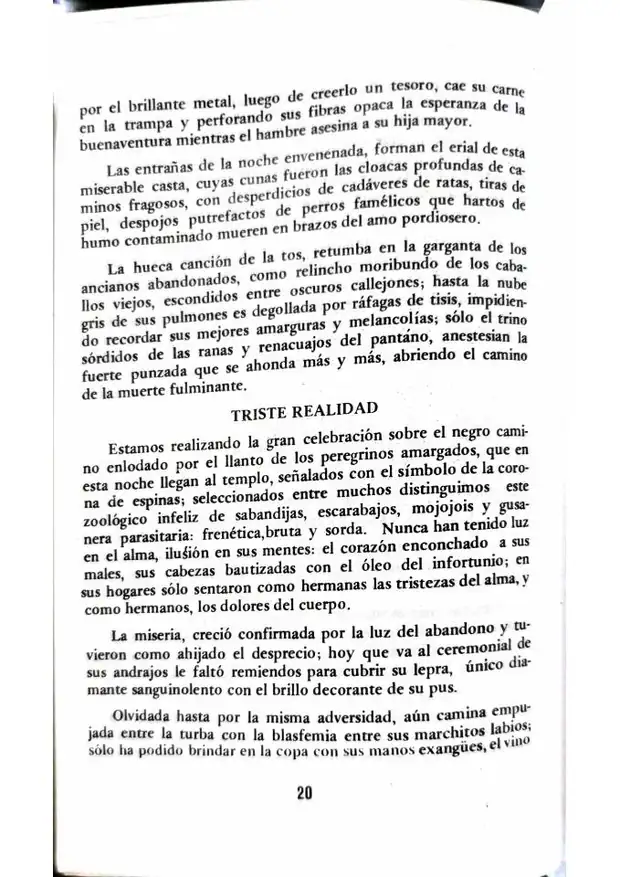 por el brillante metal, luego de creerlo un tesoro, cae su carne
en la trampa y perforando sus fibras opaca la esperanza de la
buenaventura mientras el hambre asesina a su hija mayor.
Las entrañas de la noche envenenada, forman el erial de esta
miserable casta, cuyas cunas fueron las cloacas profundas de ca-
minos fragosos, con desperdicios de cadáveres de ratas, tiras de
piel, despojos putrefactos de perros famélicos que hartos de
humo contaminado mueren en brazos del amo pordiosero.
La hueca canción de la tos, retumba en la garganta de los
ancianos abandonados, como relincho moribundo de los caba-
llos viejos, escondidos entre oscuros callejones; hasta la nube
gris de sus pulmones es degollada por ráfagas de tisis, impidien-
do recordar sus mejores amarguras y melancolías; sólo el trino
sórdidos de las ranas y renacuajos del pantano, anestesian la
fuerte punzada que se ahonda más y más, abriendo el camino
de la muerte fulminante.
TRISTE REALIDAD
Estamos realizando la gran celebración sobre el negro cami-
no enlodado por el llanto de los peregrinos amargados, que en
esta noche llegan al templo, señalados con el símbolo de la coro-
na de espinas; seleccionados entre muchos distinguimos este
zoológico infeliz de sabandijas, escarabajos, mojojois y gusa-
nera parasitaria: frenética,bruta y sorda. Nunca han tenido luz
en el alma, ilusión en sus mentes: el corazón enconchado a sus
males, sus cabezas bautizadas con el óleo del infortunio; en
sus hogares sólo sentaron como hermanas las tristezas del alma, y
como hermanos, los dolores del cuerpo.
La miseria, creció confirmada por la luz del abandono y tu-
vieron como ahijado el desprecio; hoy que va al ceremonial de
sus andrajos le faltó remiendos para cubrir su lepra, único dia-
mante sanguinolento con el brillo decorante de su pus.
Olvidada hasta por la misma adversidad, aún camina empu-
jada entre la turba con la blasfemia entre sus marchitos labios;
sólo ha podido brindar en la copa con sus manos exangües, el vino
20